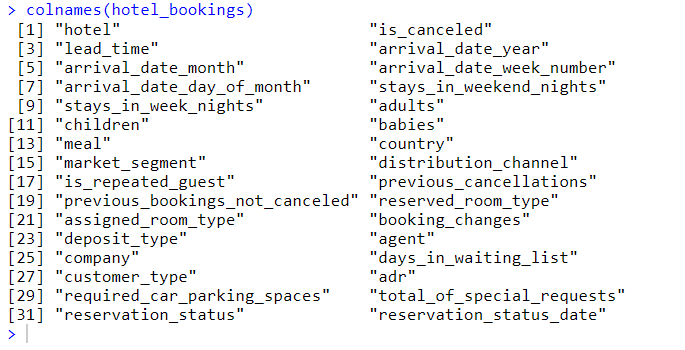 > colnames(hotel_bookings)
 [1] "hotel"                          "is_canceled"
 [3] "lead_time"                      "arrival_date_year"
 [5] "arrival_date_month"             "arrival_date_week_number"
 [7] "arrival_date_day_of_month"      "stays_in_weekend_nights"
 [9] "stays_in_week_nights"           "adults"
[11] "children"                       "babies"
[13] "meal"                           "country"
[15] "market_segment"                 "distribution_channel"
[17] "is_repeated_guest"              "previous_cancellations"
[19] "previous_bookings_not_canceled" "reserved_room_type"
[21] "assigned_room_type"             "booking_changes"
[23] "deposit_type"                   "agent"
[25] "company"                        "days_in_waiting_list"
[27] "customer_type"                  "adr"
[29] "required_car_parking_spaces"    "total_of_special_requests"
[31] "reservation_status"             "reservation_status_date"
>